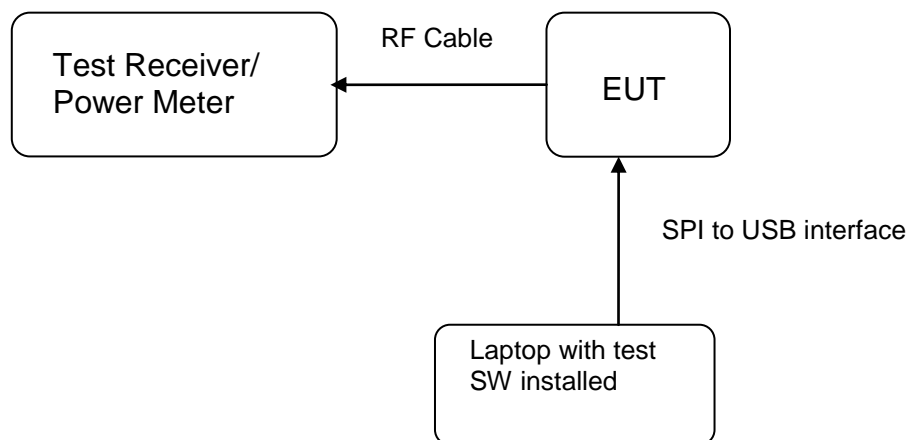 RF Cable
Test Receiver/
Power Meter
EUT
SPI to USB interface
Laptop with test
SW installed